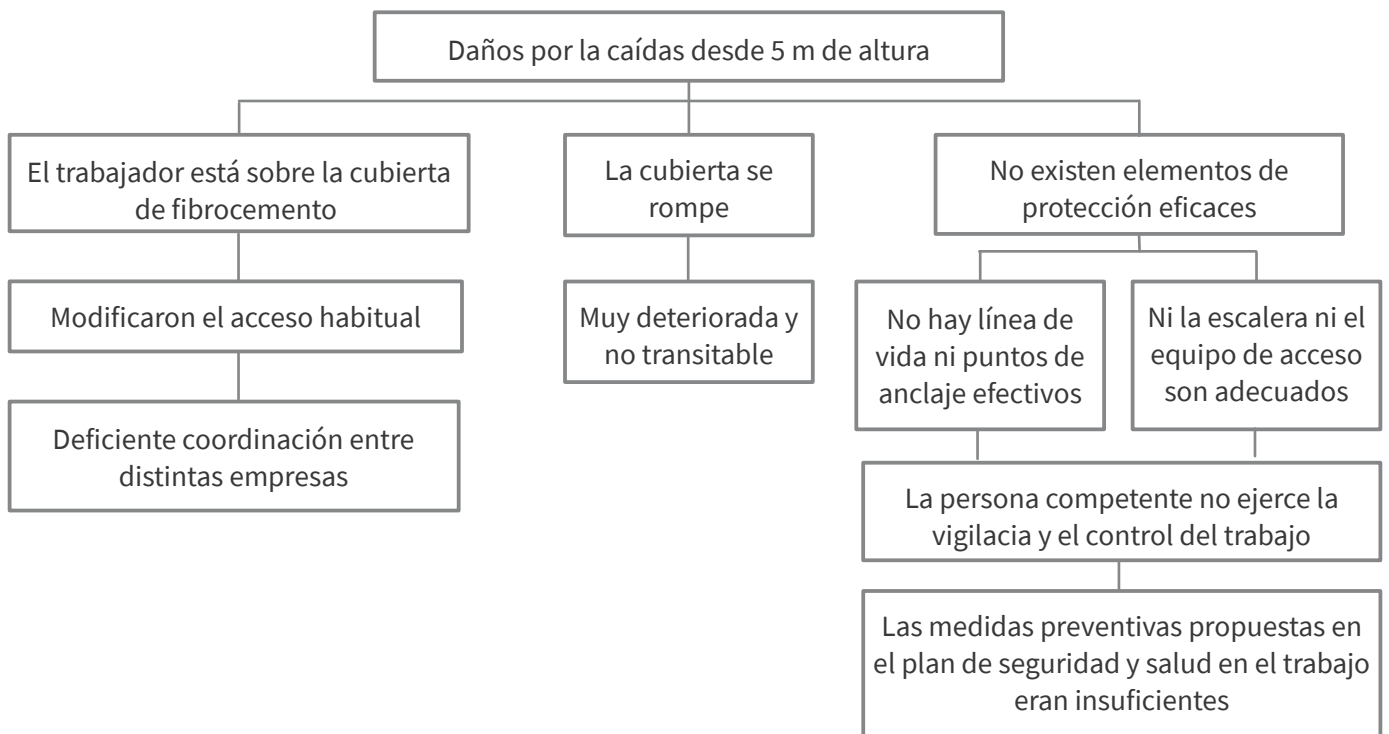 Daños por la caídas desde 5 m de altura
El trabajador está sobre la cubierta
de fibrocemento
La cubierta se
rompe
No existen elementos de
protección eficaces
Modificaron el acceso habitual
Muy deteriorada y
no transitable
No hay línea de
vida ni puntos de
anclaje efectivos
Ni la escalera ni el
equipo de acceso
son adecuados
Deficiente coordinación entre
distintas empresas
La persona competente no ejerce la
vigilacia y el control del trabajo
Las medidas preventivas propuestas en
el plan de seguridad y salud en el trabajo
eran insuficientes